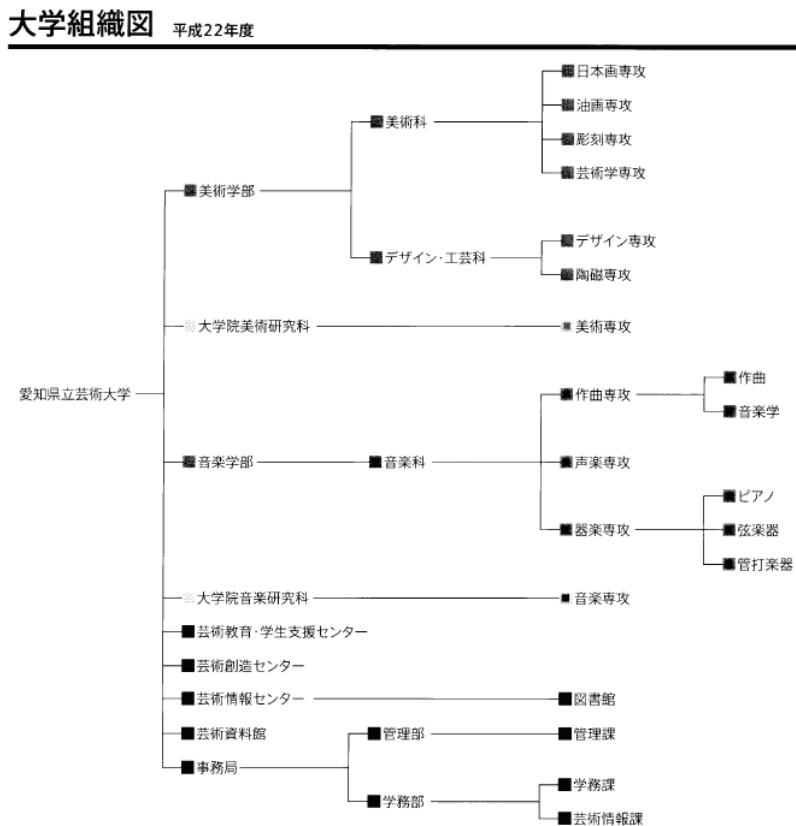 大学組織図 平成22年度
日本画専攻
油画専攻
美術科
彫刻専攻
芸術学専攻
美術学部
デザイン専攻
デザイン・工芸科
陶磁専攻
大学院美術研究科 美術専攻
作曲
愛知県立芸術大学 作曲専攻
音楽学
音楽学部 音楽科 声楽専攻
ピアノ
器楽専攻 弦楽器
管打楽器
大学院音楽研究科 音楽専攻
芸術教育・学生支援センター
芸術創造センター
芸術情報センター 図書館
芸術資料館 管理部 管理課
事務局
学務課
学務部
芸術情報課